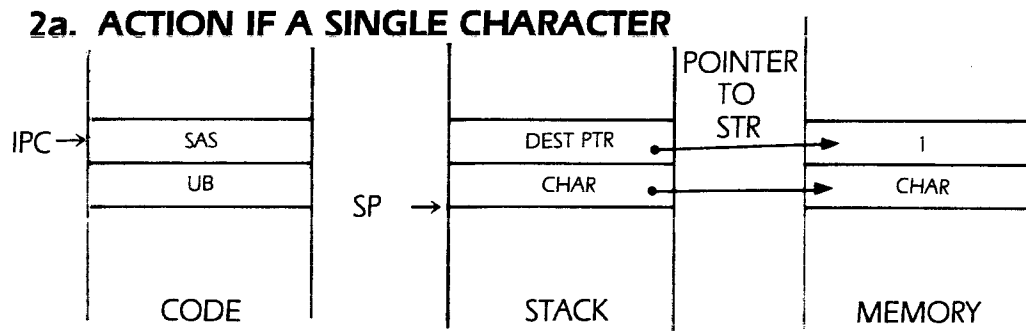 2a. ACTION IF A SINGLE CHARACTER
POINTER
TO
STR
IPC → SAS DEST PTR 1
UB CHAR CHAR
SP →
CODE STACK MEMORY